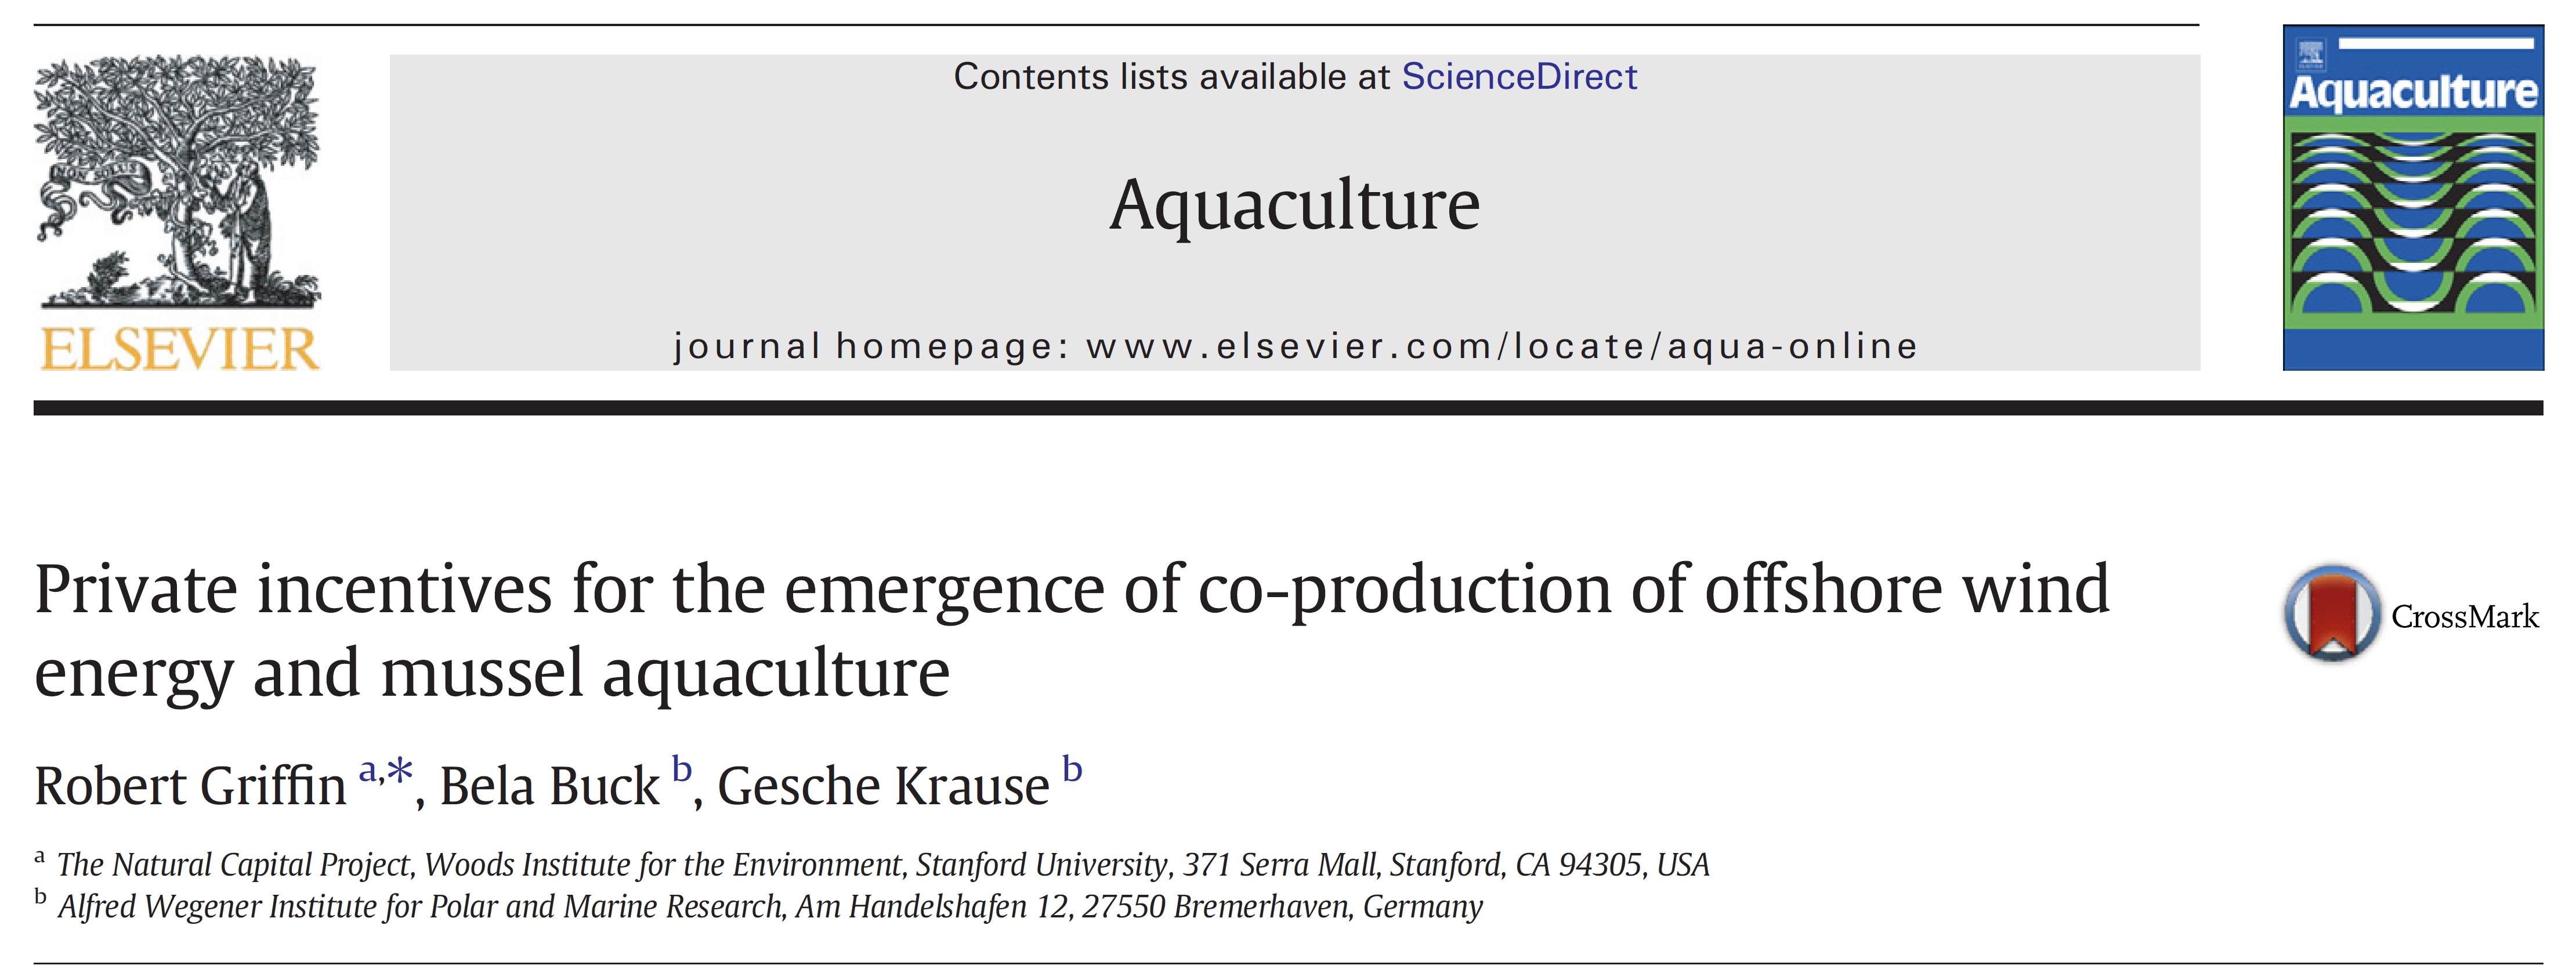 Contents lists available at ScienceDirect
Aquaculture
journal homepage: www.elsevier.com/locate/aqua-online
NON SOLUS
ELSEVIER
Aquaculture
Private incentives for the emergence of co-production of offshore wind
energy and mussel aquaculture
CrossMark
Robert Griffin a,*, Bela Buck b, Gesche Krause b
a The Natural Capital Project, Woods Institute for the Environment, Stanford University, 371 Serra Mall, Stanford, CA 94305, USA
b Alfred Wegener Institute for Polar and Marine Research, Am Handelshafen 12, 27550 Bremerhaven, Germany